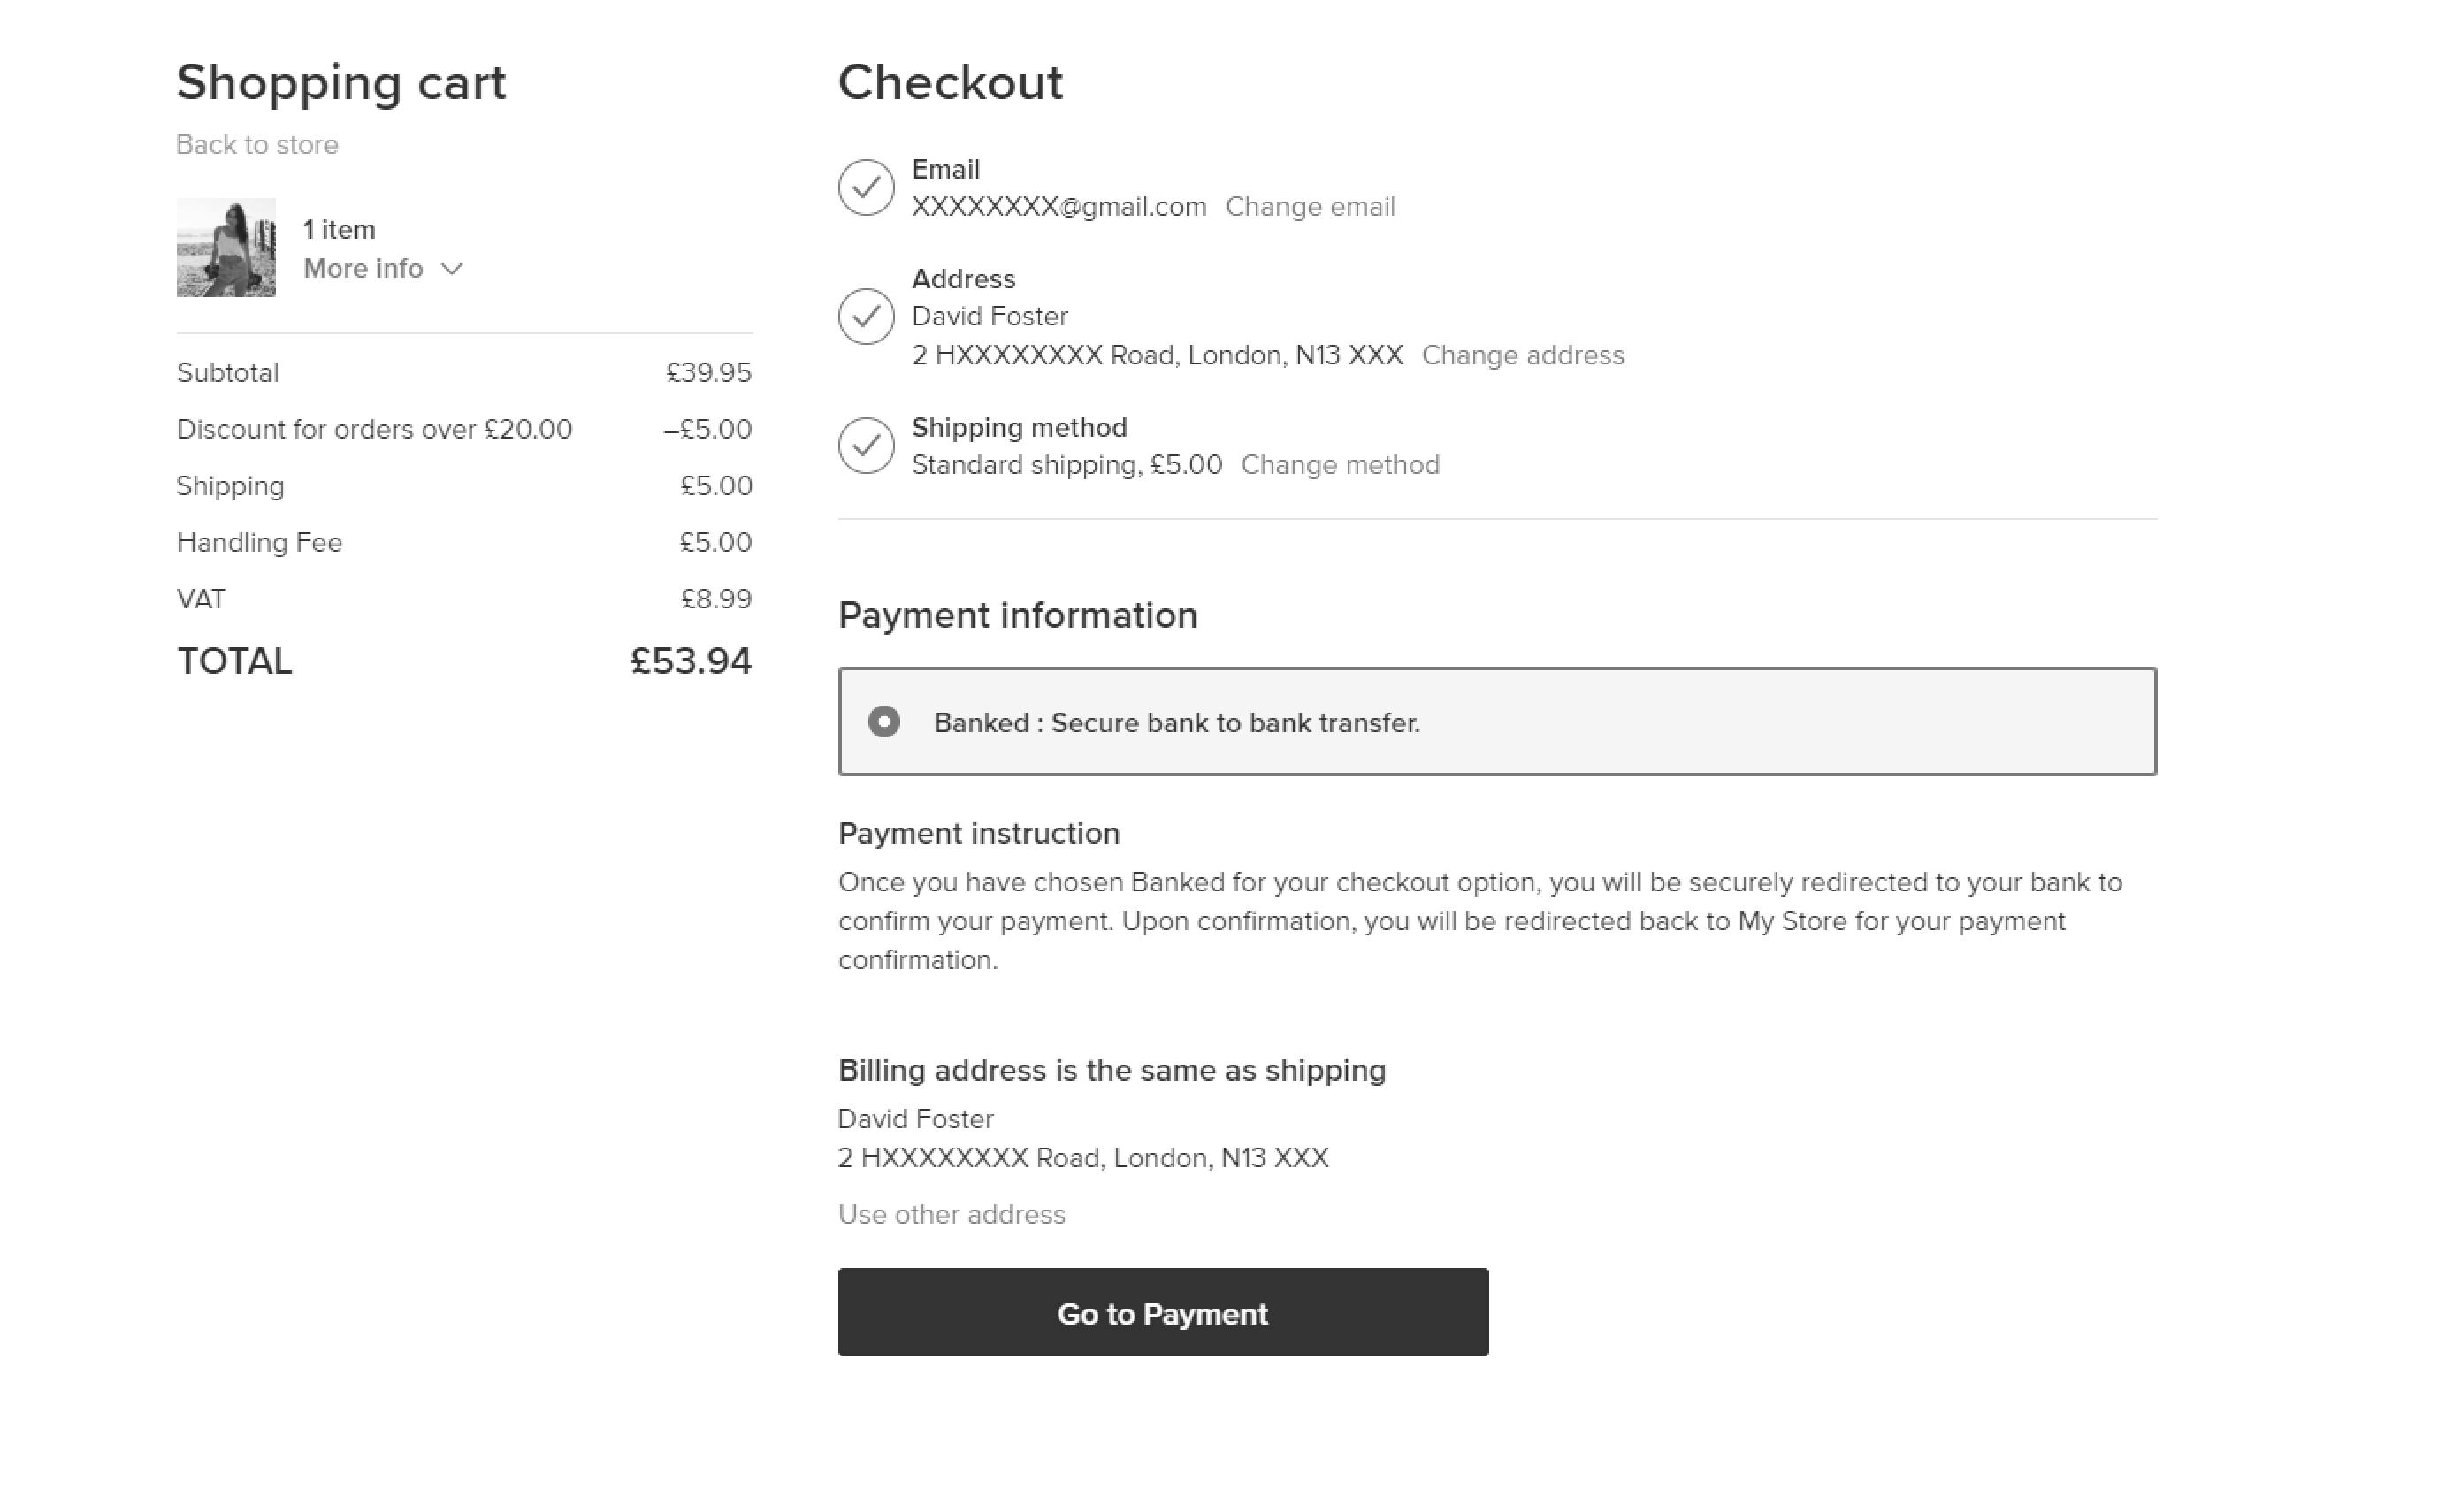 Shopping cart
Back to store
1 item
More info
Subtotal £39.95
Discount for orders over £20.00 –£5.00
Shipping £5.00
Handling Fee £5.00
VAT £8.99
TOTAL £53.94
Checkout
Email
XXXXXXXX@gmail.com Change email
Address
David Foster
2 HXXXXXXXX Road, London, N13 XXX Change address
Shipping method
Standard shipping, £5.00 Change method
Payment information
Banked : Secure bank to bank transfer.
Payment instruction
Once you have chosen Banked for your checkout option, you will be securely redirected to your bank to
confirm your payment. Upon confirmation, you will be redirected back to My Store for your payment
confirmation.
Billing address is the same as shipping
David Foster
2 HXXXXXXXX Road, London, N13 XXX
Use other address
Go to Payment